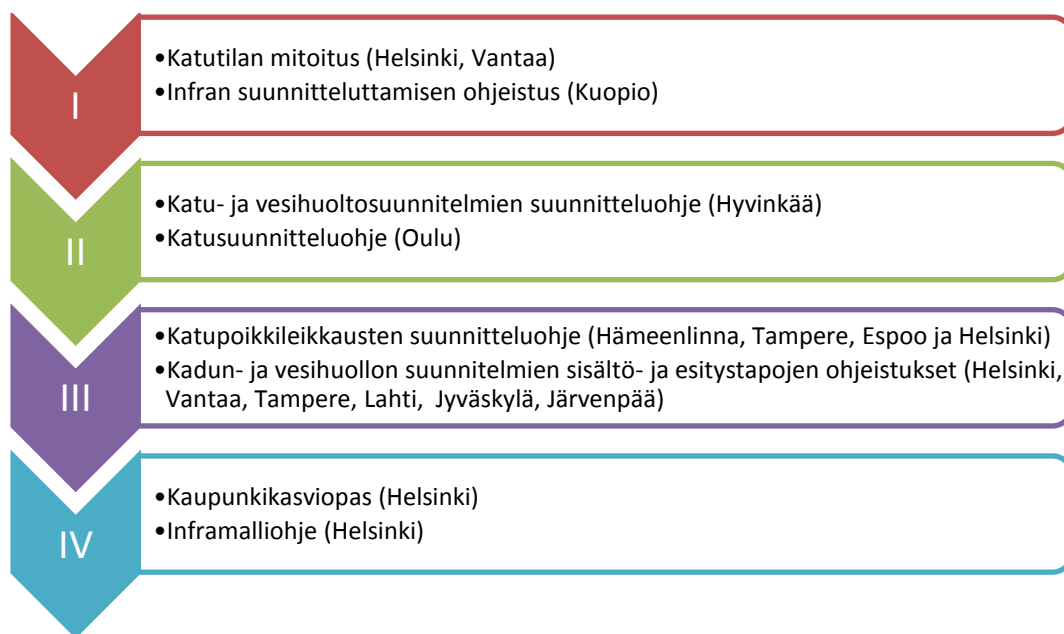 I
•Katutilan mitoitus (Helsinki, Vantaa)
•Infran suunnitteluttamisen ohjeistus (Kuopio)
II
•Katu- ja vesihuoltosuunnitelmien suunnitteluohje (Hyvinkää)
•Katusuunnitteluohje (Oulu)
III
•Katupoikkileikkausten suunnitteluohje (Hämeenlinna, Tampere, Espoo ja Helsinki)
•Kadun- ja vesihuollon suunnitelmien sisältö- ja esitystapojen ohjeistukset (Helsinki,
Vantaa, Tampere, Lahti, Jyväskylä, Järvenpää)
IV
•Kaupunkikasviopas (Helsinki)
•Inframalliohje (Helsinki)